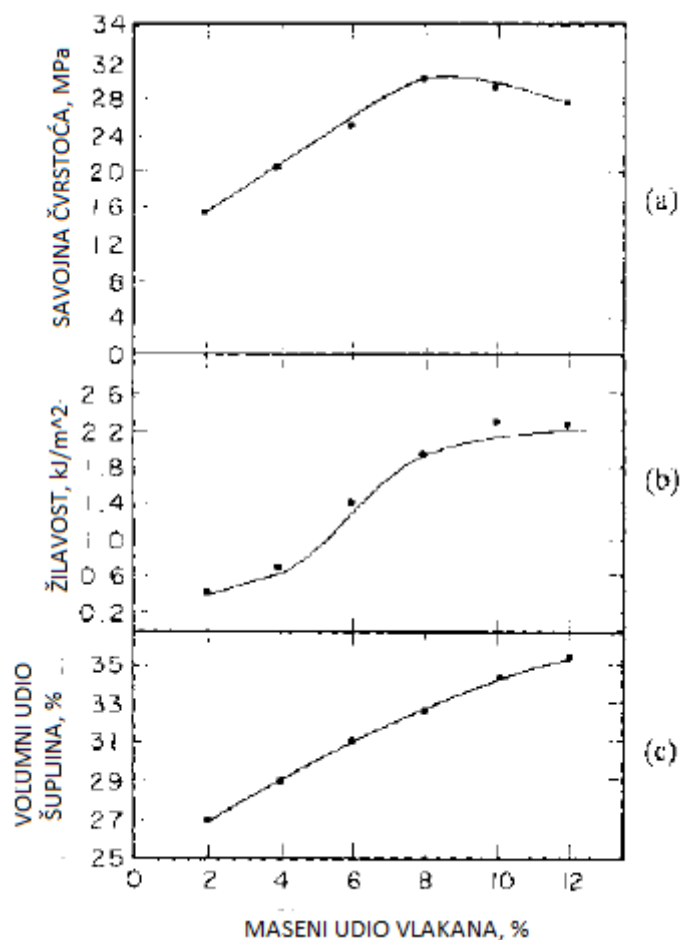 SAVOJNA ČVRSTOĆA, MPa
34
32
28
24
20
16
12
8
4
0
(a)
ŽILAVOST, kJ/m^2
2.6
2.2
1.8
1.4
1.0
0.6
0.2
(b)
VOLUMNI UDIO
ŠUPLJINA, %
35
33
31
29
27
25
(c)
0 2 4 6 8 10 12
MASENI UDIO VLAKANA, %